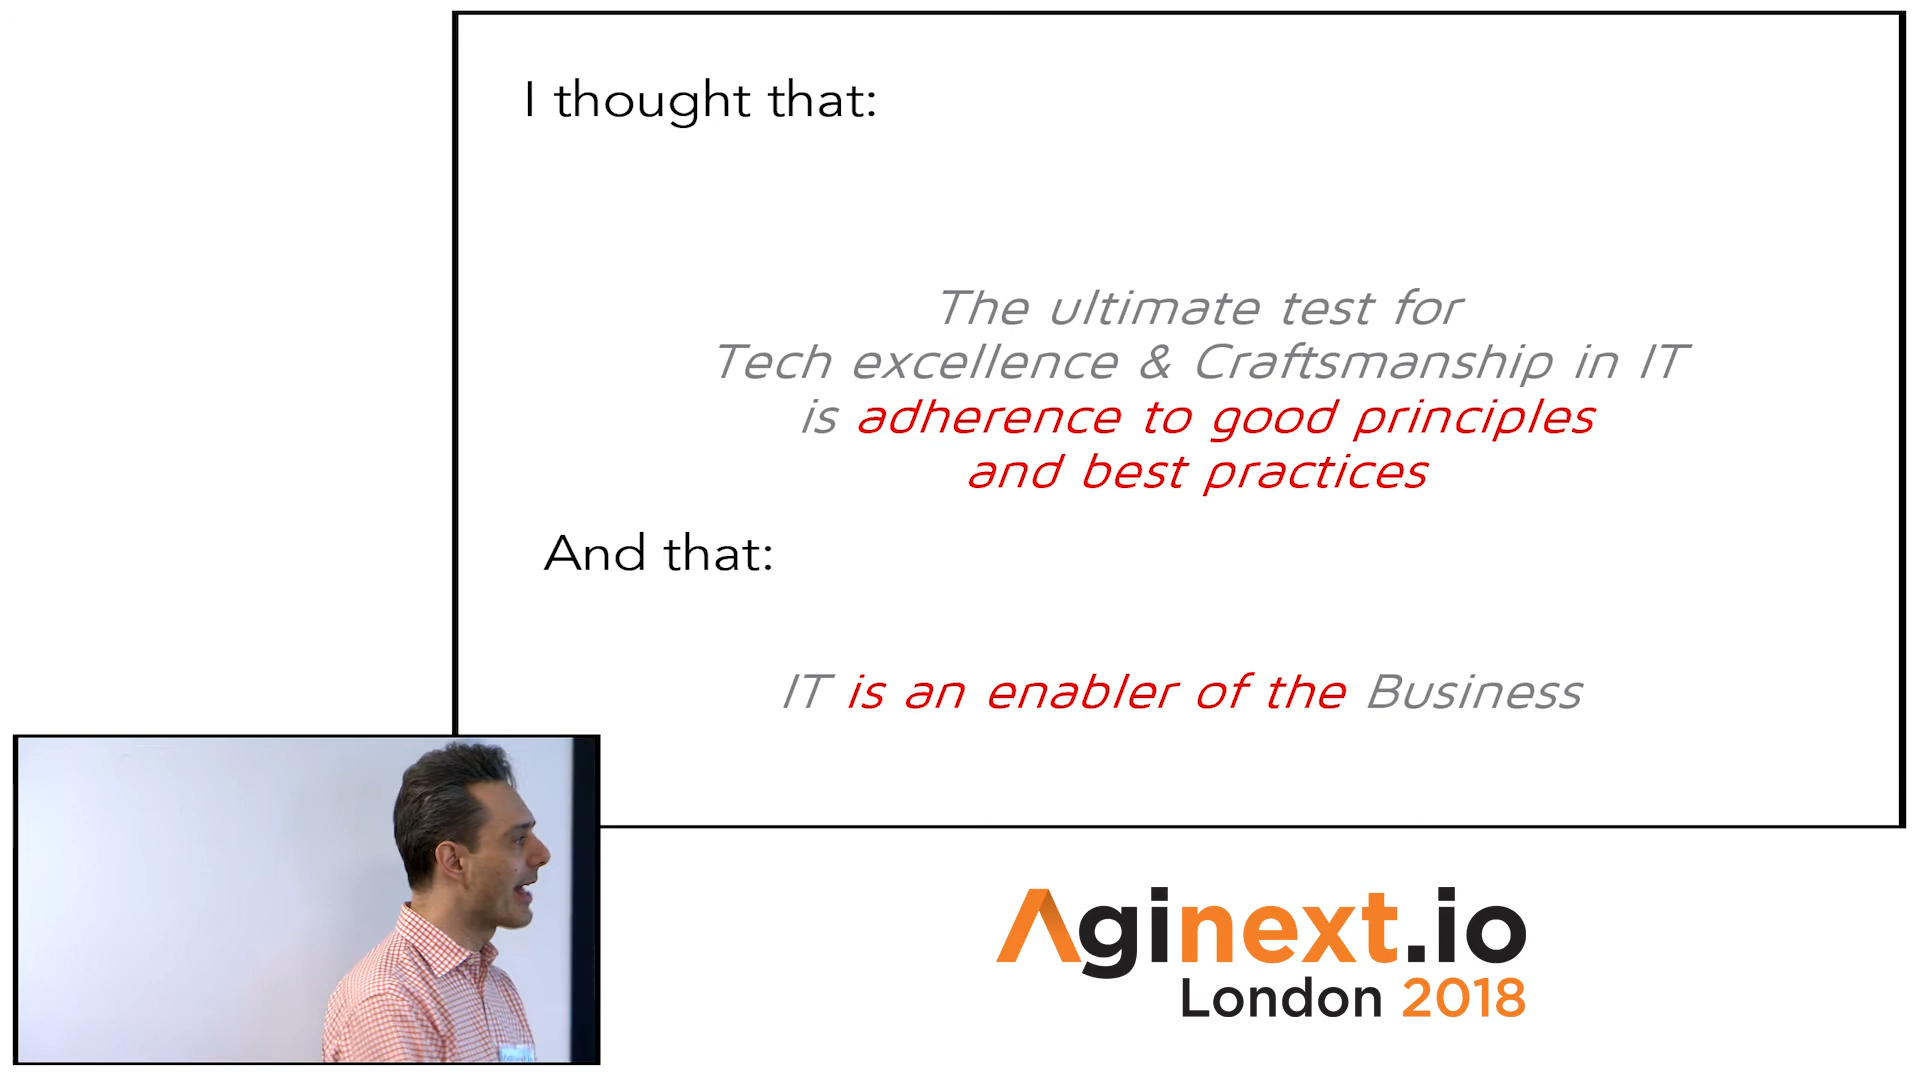 I thought that:
The ultimate test for
Tech excellence & Craftsmanship in IT
is adherence to good principles
and best practices
And that:
IT is an enabler of the Business
Aginext.io
London 2018